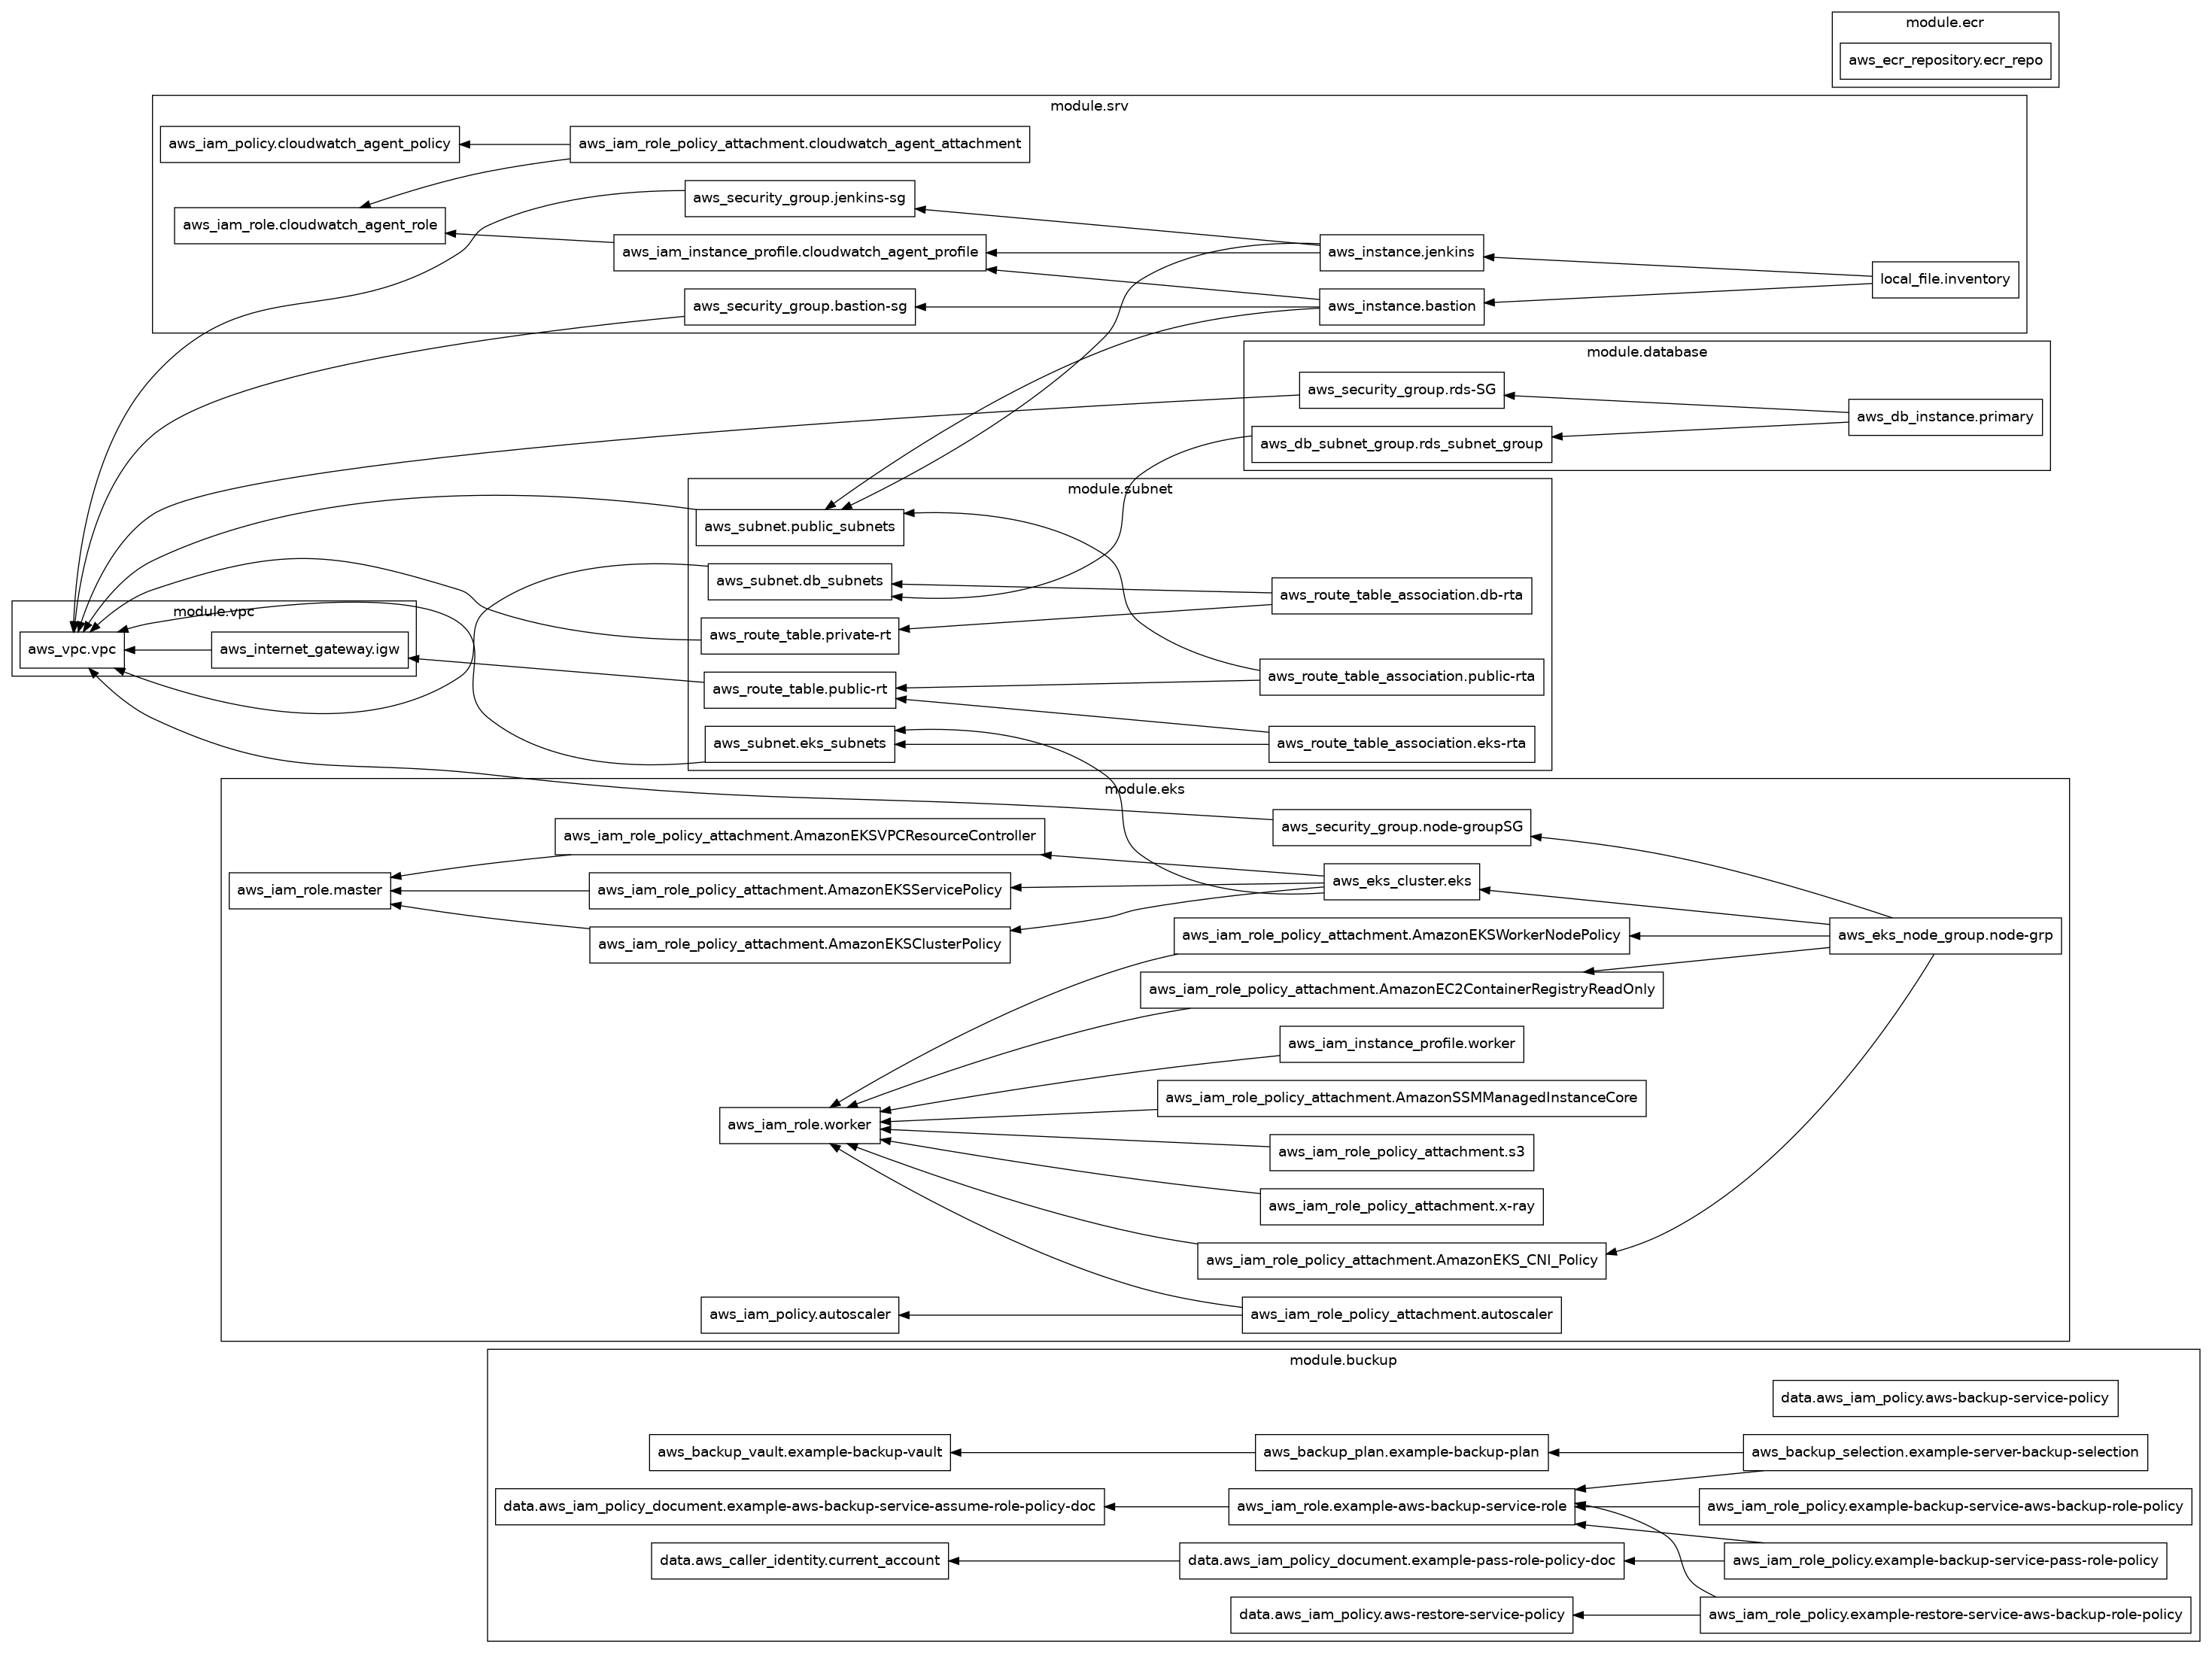 module.ecr
aws_ecr_repository.ecr_repo
module.srv
aws_iam_policy.cloudwatch_agent_policy
aws_iam_role_policy_attachment.cloudwatch_agent_attachment
aws_security_group.jenkins-sg
aws_iam_role.cloudwatch_agent_role
aws_iam_instance_profile.cloudwatch_agent_profile
aws_instance.jenkins
local_file.inventory
aws_security_group.bastion-sg
aws_instance.bastion
module.database
aws_security_group.rds-SG
aws_db_instance.primary
aws_db_subnet_group.rds_subnet_group
module.subnet
aws_subnet.public_subnets
aws_subnet.db_subnets
aws_route_table_association.db-rta
module.vpc
aws_vpc.vpc
aws_internet_gateway.igw
aws_route_table.private-rt
aws_route_table_association.public-rta
aws_route_table.public-rt
aws_subnet.eks_subnets
aws_route_table_association.eks-rta
module.eks
aws_security_group.node-groupSG
aws_iam_role_policy_attachment.AmazonEKSVPCResourceController
aws_iam_role.master
aws_iam_role_policy_attachment.AmazonEKSServicePolicy
aws_eks_cluster.eks
aws_iam_role_policy_attachment.AmazonEKSClusterPolicy
aws_iam_role_policy_attachment.AmazonEKSWorkerNodePolicy
aws_eks_node_group.node-grp
aws_iam_role_policy_attachment.AmazonEC2ContainerRegistryReadOnly
aws_iam_instance_profile.worker
aws_iam_role_policy_attachment.AmazonSSMManagedInstanceCore
aws_iam_role.worker
aws_iam_role_policy_attachment.s3
aws_iam_role_policy_attachment.x-ray
aws_iam_role_policy_attachment.AmazonEKS_CNI_Policy
aws_iam_policy.autoscaler
aws_iam_role_policy_attachment.autoscaler
module.buckup
data.aws_iam_policy.aws-backup-service-policy
aws_backup_vault.example-backup-vault
aws_backup_plan.example-backup-plan
aws_backup_selection.example-server-backup-selection
data.aws_iam_policy_document.example-aws-backup-service-assume-role-policy-doc
aws_iam_role.example-aws-backup-service-role
aws_iam_role_policy.example-backup-service-aws-backup-role-policy
data.aws_caller_identity.current_account
data.aws_iam_policy_document.example-pass-role-policy-doc
aws_iam_role_policy.example-backup-service-pass-role-policy
data.aws_iam_policy.aws-restore-service-policy
aws_iam_role_policy.example-restore-service-aws-backup-role-policy